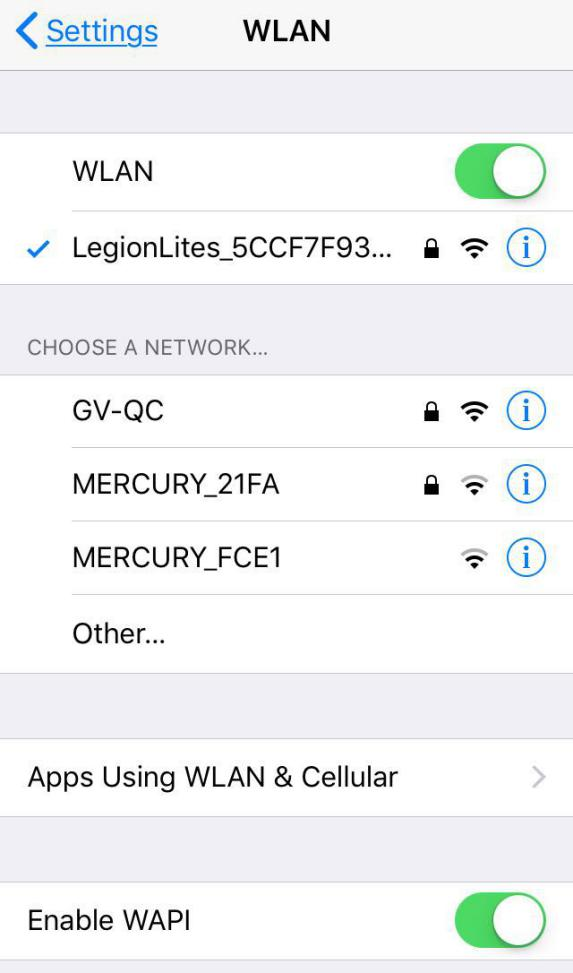 Settings WLAN
WLAN
LegionLites_5CCF7F93...
CHOOSE A NETWORK...
GV-QC
MERCURY_21FA
MERCURY_FCE1
Other...
Apps Using WLAN & Cellular
Enable WAPI